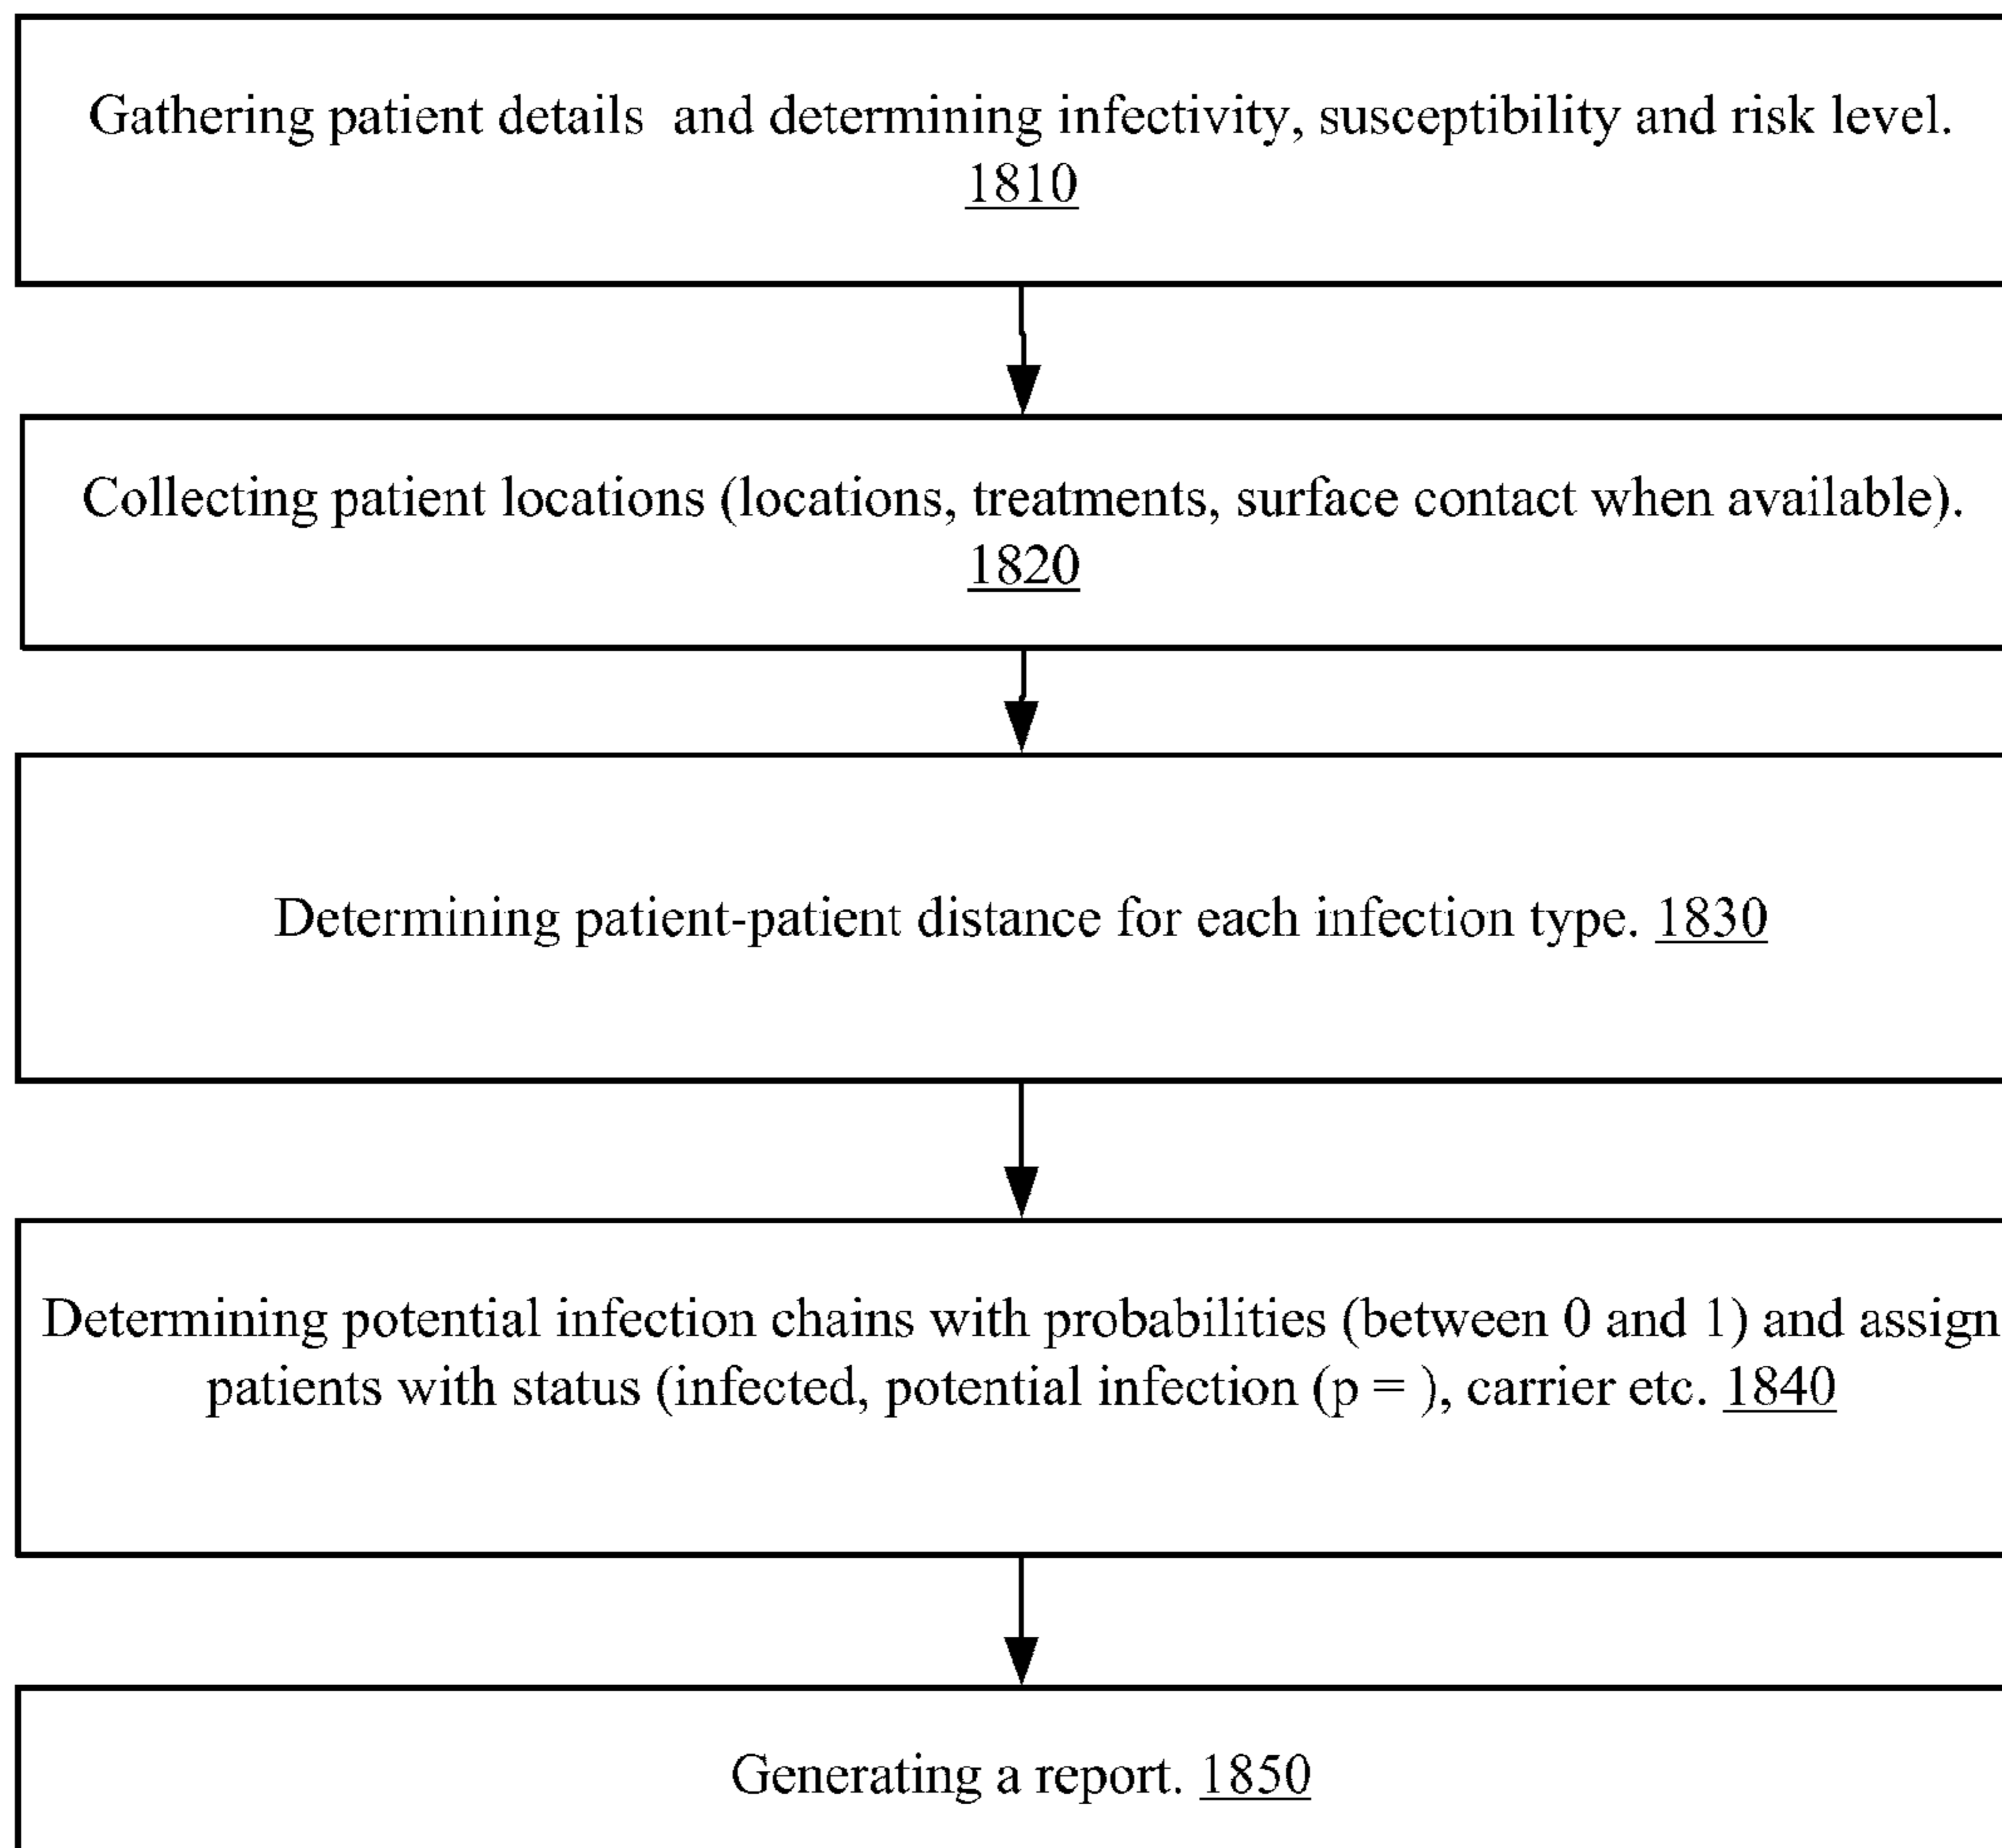 Gathering patient details and determining infectivity, susceptibility and risk level.
1810
Collecting patient locations (locations, treatments, surface contact when available).
1820
Determining patient-patient distance for each infection type. 1830
Determining potential infection chains with probabilities (between 0 and 1) and assign
patients with status (infected, potential infection (p = ), carrier etc. 1840
Generating a report. 1850